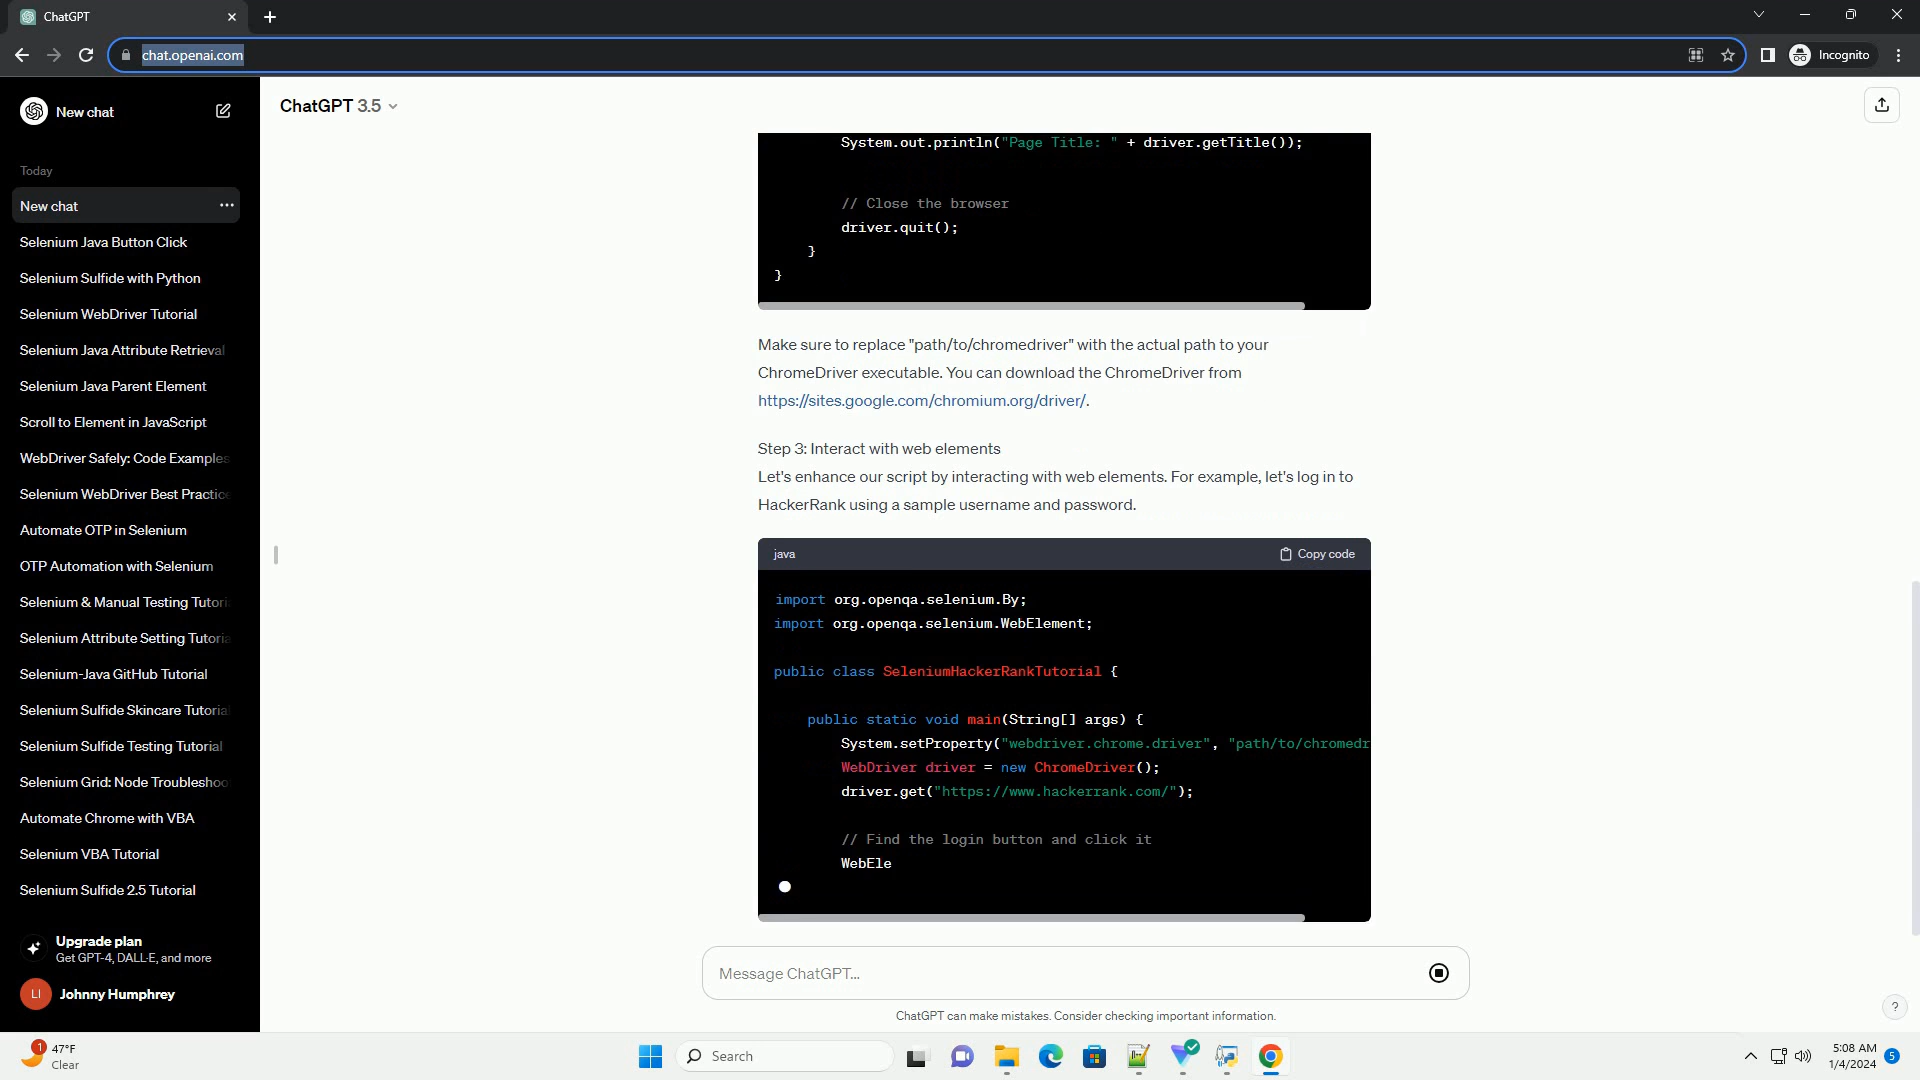 ChatGPT
chat.openai.com
Incognito
New chat
Today
New chat
Selenium Java Button Click
Selenium Sulfide with Python
Selenium WebDriver Tutorial
Selenium Java Attribute Retrieval
Selenium Java Parent Element
Scroll to Element in JavaScript
WebDriver Safely: Code Examples
Selenium WebDriver Best Practice
Automate OTP in Selenium
OTP Automation with Selenium
Selenium & Manual Testing Tutori
Selenium Attribute Setting Tutoria
Selenium-Java GitHub Tutorial
Selenium Sulfide Skincare Tutoria
Selenium Sulfide Testing Tutorial
Selenium Grid: Node Troubleshoo
Automate Chrome with VBA
Selenium VBA Tutorial
Selenium Sulfide 2.5 Tutorial
Upgrade plan
Get GPT-4, DALL·E, and more
LI
Johnny Humphrey
ChatGPT 3.5
System.out.println("Page Title: " + driver.getTitle());
// Close the browser
driver.quit();
}
}
Make sure to replace "path/to/chromedriver" with the actual path to your
ChromeDriver executable. You can download the ChromeDriver from
https://sites.google.com/chromium.org/driver/.
Step 3: Interact with web elements
Let's enhance our script by interacting with web elements. For example, let's log in to
HackerRank using a sample username and password.
java
Copy code
import org.openqa.selenium.By;
import org.openqa.selenium.WebElement;
public class SeleniumHackerRankTutorial {
public static void main(String[] args) {
System.setProperty("webdriver.chrome.driver", "path/to/chromedr
WebDriver driver = new ChromeDriver();
driver.get("https://www.hackerrank.com/");
// Find the login button and click it
WebEle
Message ChatGPT...
ChatGPT can make mistakes. Consider checking important information.
?
1
47°F
Clear
Search
5:08 AM
1/4/2024
5